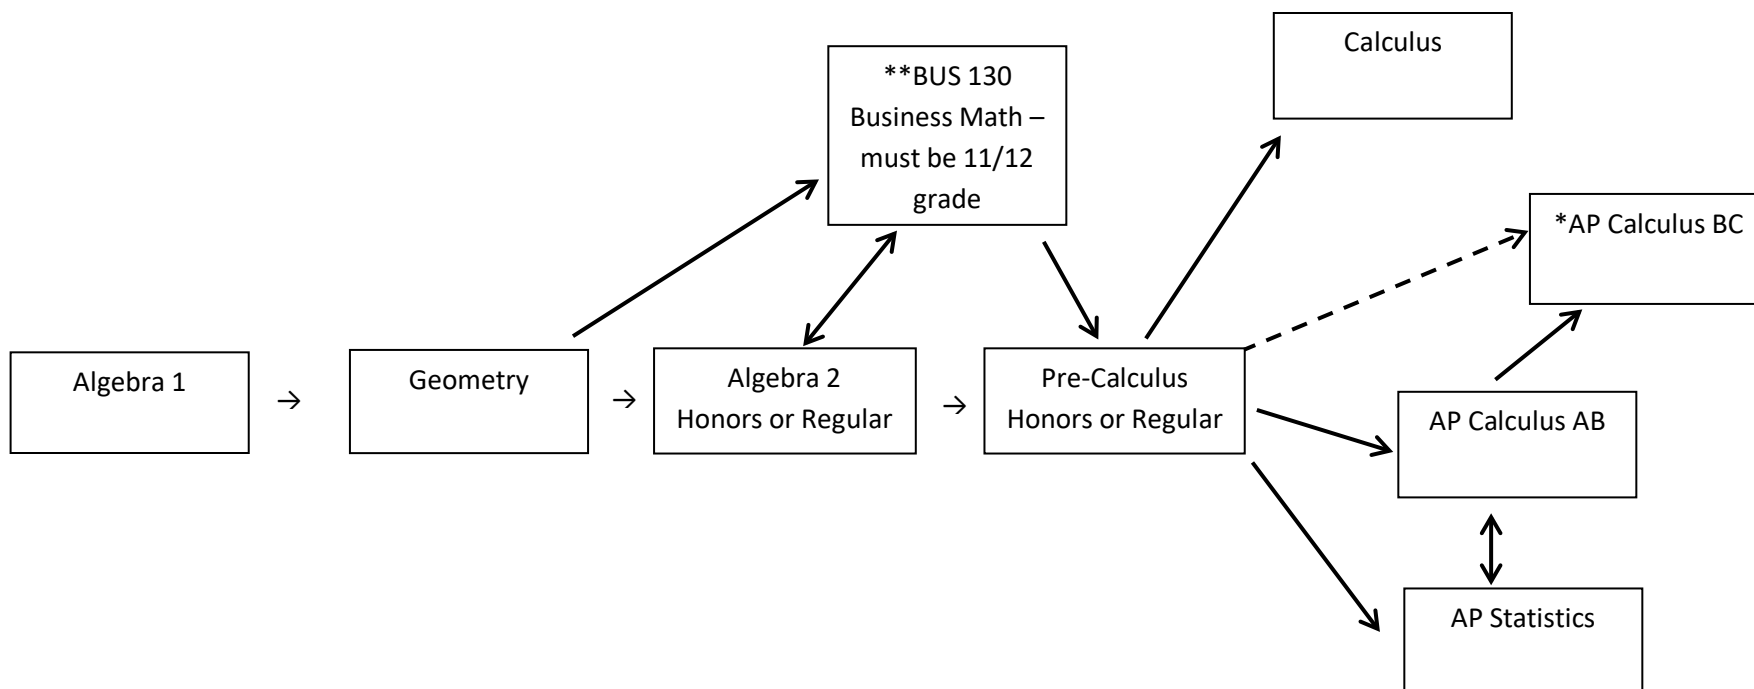 Calculus
**BUS 130
Business Math –
must be 11/12
grade
*AP Calculus BC
Algebra 1
→
Geometry
→
Algebra 2
Honors or Regular
→
Pre-Calculus
Honors or Regular
AP Calculus AB
AP Statistics